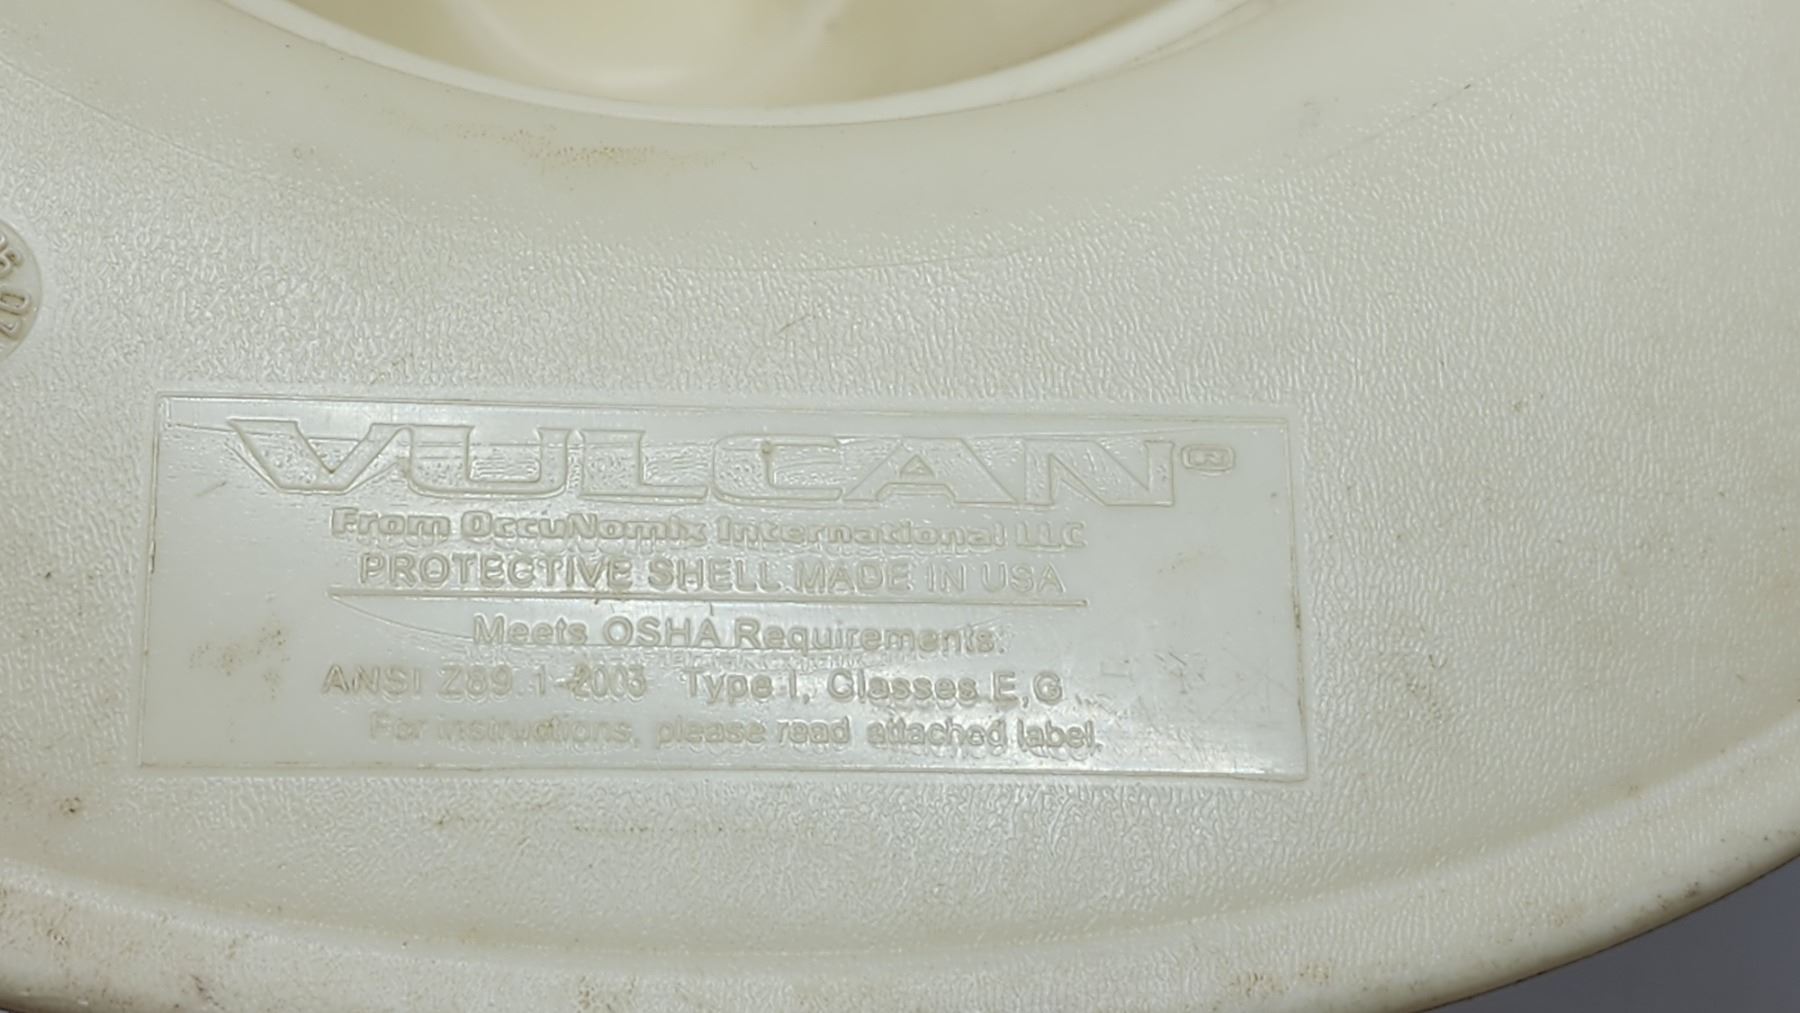 VULCAN®
From OccuNomix International LLC
PROTECTIVE SHELL MADE IN USA
Meets OSHA Requirements:
ANSI Z89.1-2003 Type I, Classes E,G
For instructions, please read attached label.